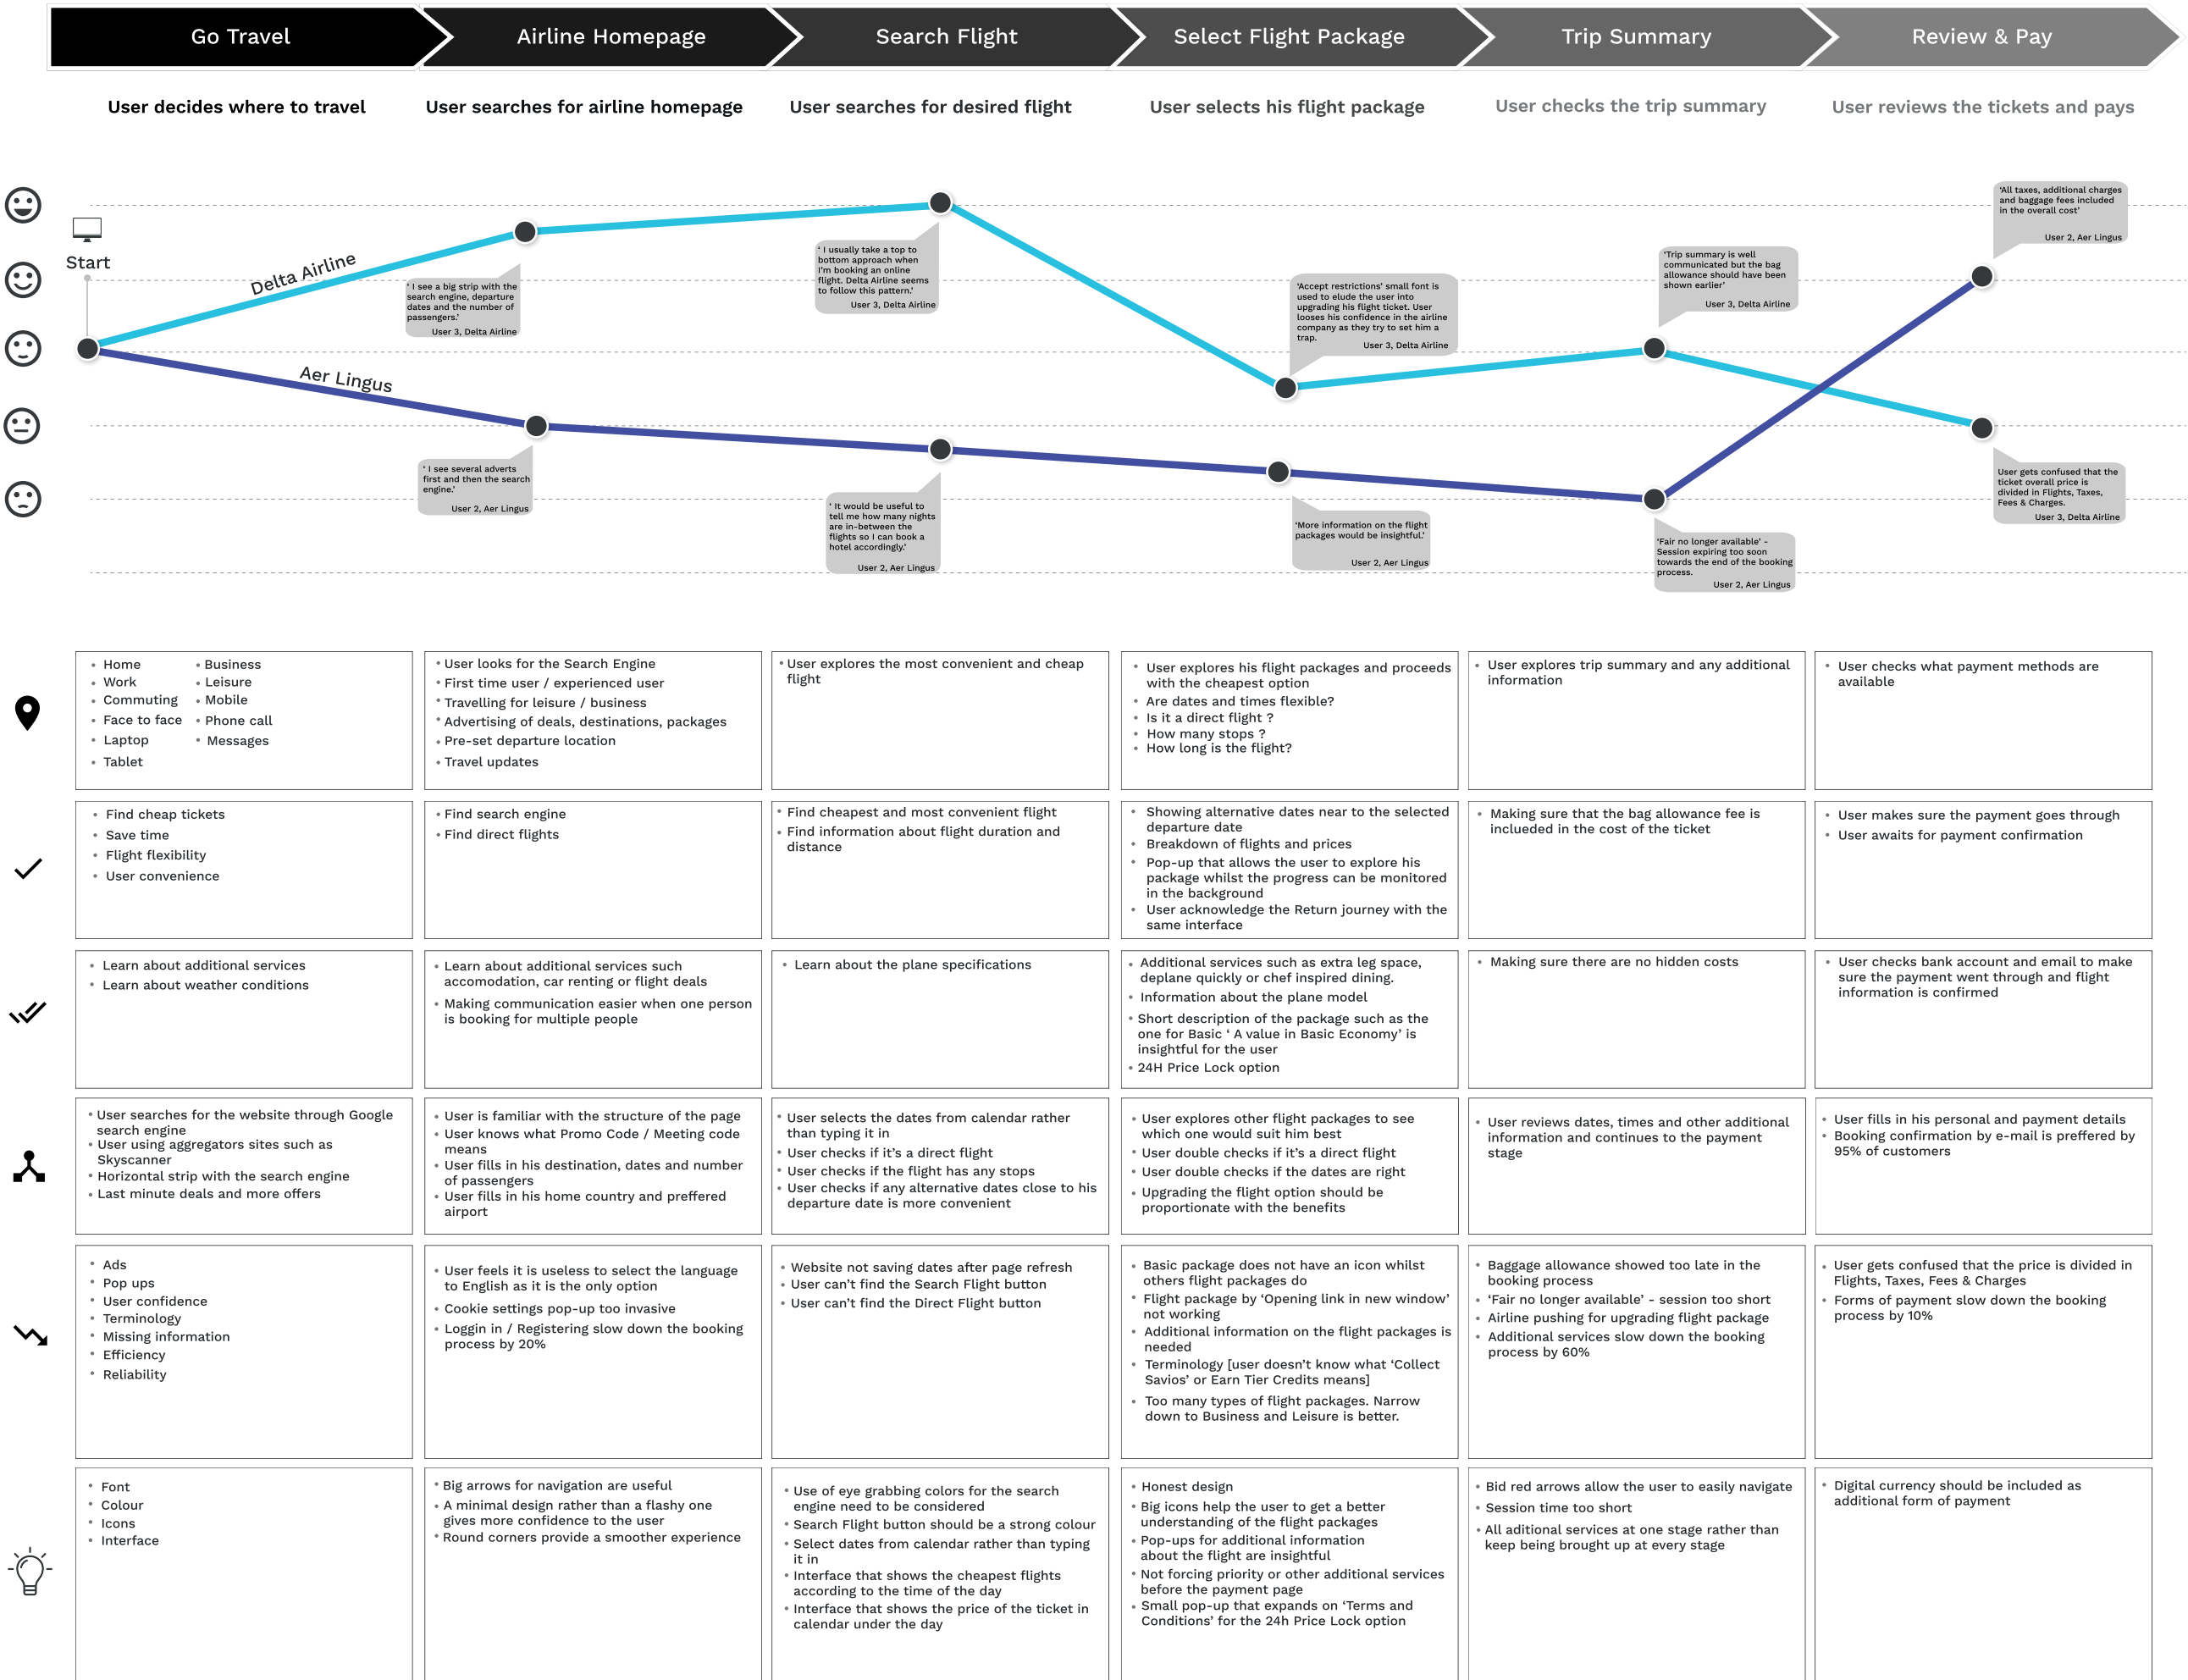 Go Travel
Airline Homepage
Search Flight
Select Flight Package
Trip Summary
Review & Pay
User decides where to travel
User searches for airline homepage
User searches for desired flight
User selects his flight package
User checks the trip summary
User reviews the tickets and pays
Start
Delta Airline
Aer Lingus
‘ I see a big strip with the
search engine, departure
dates and the number of
passengers.’
User 3, Delta Airline
‘ I usually take a top to
bottom approach when
I’m booking an online
flight. Delta Airline seems
to follow this pattern.’
User 3, Delta Airline
‘Accept restrictions’ small font is
used to elude the user into
upgrading his flight ticket. User
looses his confidence in the airline
company as they try to set him a
trap.
User 3, Delta Airline
‘Trip summary is well
communicated but the bag
allowance should have been
shown earlier’
User 3, Delta Airline
‘All taxes, additional charges
and baggage fees included
in the overall cost’
User 2, Aer Lingus
‘ I see several adverts
first and then the search
engine.’
User 2, Aer Lingus
‘ It would be useful to
tell me how many nights
are in-between the
flights so I can book a
hotel accordingly.’
User 2, Aer Lingus
‘More information on the flight
packages would be insightful.’
User 2, Aer Lingus
‘Fair no longer available’ -
Session expiring too soon
towards the end of the booking
process.
User 2, Aer Lingus
User gets confused that the
ticket overall price is
divided in Flights, Taxes,
Fees & Charges.
User 3, Delta Airline
• Home
• Work
• Commuting
• Face to face
• Laptop
• Tablet
• Business
• Leisure
• Mobile
• Phone call
• Messages
• User looks for the Search Engine
• First time user / experienced user
• Travelling for leisure / business
• Advertising of deals, destinations, packages
• Pre-set departure location
• Travel updates
• User explores the most convenient and cheap
flight
• User explores his flight packages and proceeds
with the cheapest option
• Are dates and times flexible?
• Is it a direct flight ?
• How many stops ?
• How long is the flight?
• User explores trip summary and any additional
information
• User checks what payment methods are
available
• Find cheap tickets
• Save time
• Flight flexibility
• User convenience
• Find search engine
• Find direct flights
• Find cheapest and most convenient flight
• Find information about flight duration and
distance
• Showing alternative dates near to the selected
departure date
• Breakdown of flights and prices
• Pop-up that allows the user to explore his
package whilst the progress can be monitored
in the background
• User acknowledge the Return journey with the
same interface
• Making sure that the bag allowance fee is
inclueded in the cost of the ticket
• User makes sure the payment goes through
• User awaits for payment confirmation
• Learn about additional services
• Learn about weather conditions
• Learn about additional services such
accomodation, car renting or flight deals
• Making communication easier when one person
is booking for multiple people
• Learn about the plane specifications
• Additional services such as extra leg space,
deplane quickly or chef inspired dining.
• Information about the plane model
• Short description of the package such as the
one for Basic ‘ A value in Basic Economy’ is
insightful for the user
• 24H Price Lock option
• Making sure there are no hidden costs
• User checks bank account and email to make
sure the payment went through and flight
information is confirmed
• User searches for the website through Google
search engine
• User using aggregators sites such as
Skyscanner
• Horizontal strip with the search engine
• Last minute deals and more offers
• User is familiar with the structure of the page
• User knows what Promo Code / Meeting code
means
• User fills in his destination, dates and number
of passengers
• User fills in his home country and preffered
airport
• User selects the dates from calendar rather
than typing it in
• User checks if it’s a direct flight
• User checks if the flight has any stops
• User checks if any alternative dates close to his
departure date is more convenient
• User explores other flight packages to see
which one would suit him best
• User double checks if it’s a direct flight
• User double checks if the dates are right
• Upgrading the flight option should be
proportionate with the benefits
• User reviews dates, times and other additional
information and continues to the payment
stage
• User fills in his personal and payment details
• Booking confirmation by e-mail is preffered by
95% of customers
• Ads
• Pop ups
• User confidence
• Terminology
• Missing information
• Efficiency
• Reliability
• User feels it is useless to select the language
to English as it is the only option
• Cookie settings pop-up too invasive
• Loggin in / Registering slow down the booking
process by 20%
• Website not saving dates after page refresh
• User can’t find the Search Flight button
• User can’t find the Direct Flight button
• Basic package does not have an icon whilst
others flight packages do
• Flight package by ‘Opening link in new window’
not working
• Additional information on the flight packages is
needed
• Terminology [user doesn’t know what ‘Collect
Savios’ or Earn Tier Credits means]
• Too many types of flight packages. Narrow
down to Business and Leisure is better.
• Baggage allowance showed too late in the
booking process
• ‘Fair no longer available’ - session too short
• Airline pushing for upgrading flight package
• Additional services slow down the booking
process by 60%
• User gets confused that the price is divided in
Flights, Taxes, Fees & Charges
• Forms of payment slow down the booking
process by 10%
• Font
• Colour
• Icons
• Interface
• Big arrows for navigation are useful
• A minimal design rather than a flashy one
gives more confidence to the user
• Round corners provide a smoother experience
• Use of eye grabbing colors for the search
engine need to be considered
• Search Flight button should be a strong colour
• Select dates from calendar rather than typing
it in
• Interface that shows the cheapest flights
according to the time of the day
• Interface that shows the price of the ticket in
calendar under the day
• Honest design
• Big icons help the user to get a better
understanding of the flight packages
• Pop-ups for additional information
about the flight are insightful
• Not forcing priority or other additional services
before the payment page
• Small pop-up that expands on ‘Terms and
Conditions’ for the 24h Price Lock option
• Bid red arrows allow the user to easily navigate
• Session time too short
• All aditional services at one stage rather than
keep being brought up at every stage
• Digital currency should be included as
additional form of payment